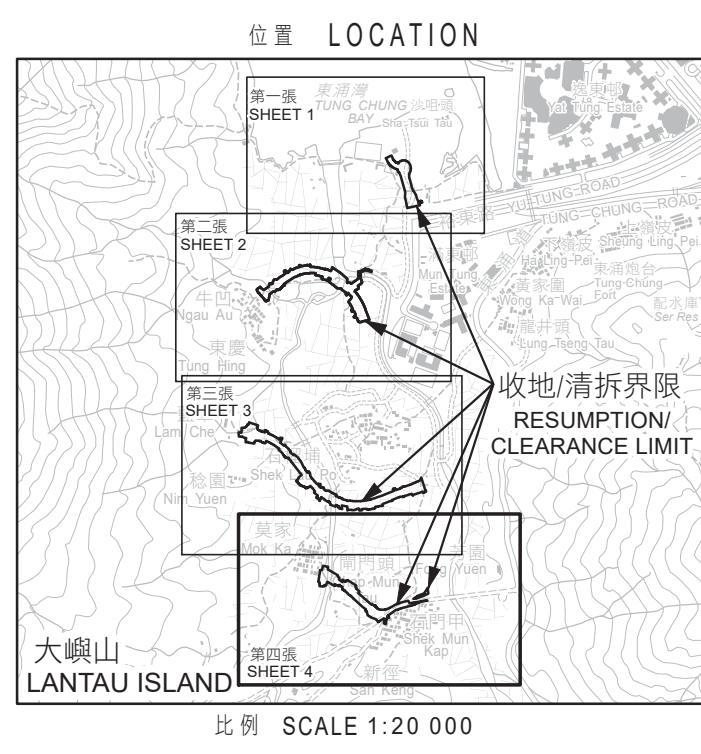 位置 LOCATION
第一張
SHEET 1
東涌灣
TUNG CHUNG
BAY
沙咀頭
Sha Tsui Tau
逸東邨
Yat Tung Estate
YU TUNG ROAD
TUNG CHUNG ROAD
第二張
SHEET 2
上嶺皮
Sheung Ling Pei
下嶺皮
Ha Ling Pei
東涌炮台
Tung Chung
Fort
Mun Tung
Estate
黃家圍
Wong Ka Wai
配水庫
Ser Res
牛凹
Ngau Au
龍井頭
Lung Tseng Tau
東慶
Tung Hing
收地/清拆界限
RESUMPTION/
CLEARANCE LIMIT
第三張
SHEET 3
Lam Che
Shek Po
稔園
Nim Yuen
莫家
Mok Ka
閘門頭
Yuen
石門甲
Shek Mun
Kap
大嶼山
LANTAU ISLAND
第四張
SHEET 4
新徑
San Keng
比例 SCALE 1:20 000